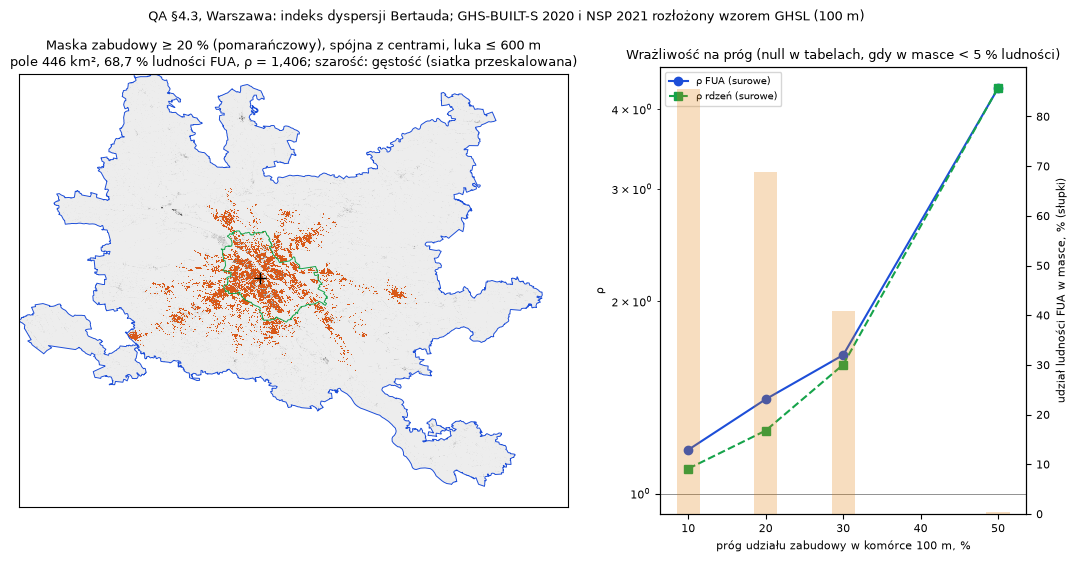 QA §4.3, Warszawa: indeks dyspersji Bertauda; GHS-BUILT-S 2020 i NSP 2021 rozłożony wzorem GHSL (100 m)
Maska zabudowy ≥ 20 % (pomarańczowy), spójna z centrami, luka ≤ 600 m
pole 446 km², 68,7 % ludności FUA, ρ = 1,406; szarość: gęstość (siatka przeskalowana)
Wrażliwość na próg (null w tabelach, gdy w masce < 5 % ludności)
ρ FUA (surowe)
ρ rdzeń (surowe)
4 × 10⁰
3 × 10⁰
2 × 10⁰
10⁰
ρ
80
70
60
50
40
30
20
10
0
udział ludności FUA w masce, % (słupki)
10
20
30
40
50
próg udziału zabudowy w komórce 100 m, %